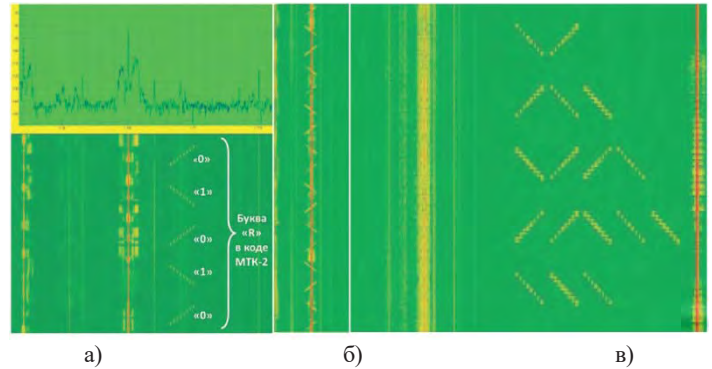 «0»
«1»
«0»
«1»
«0»
Буква
«R»
в коде
МТК-2
а)
б)
в)